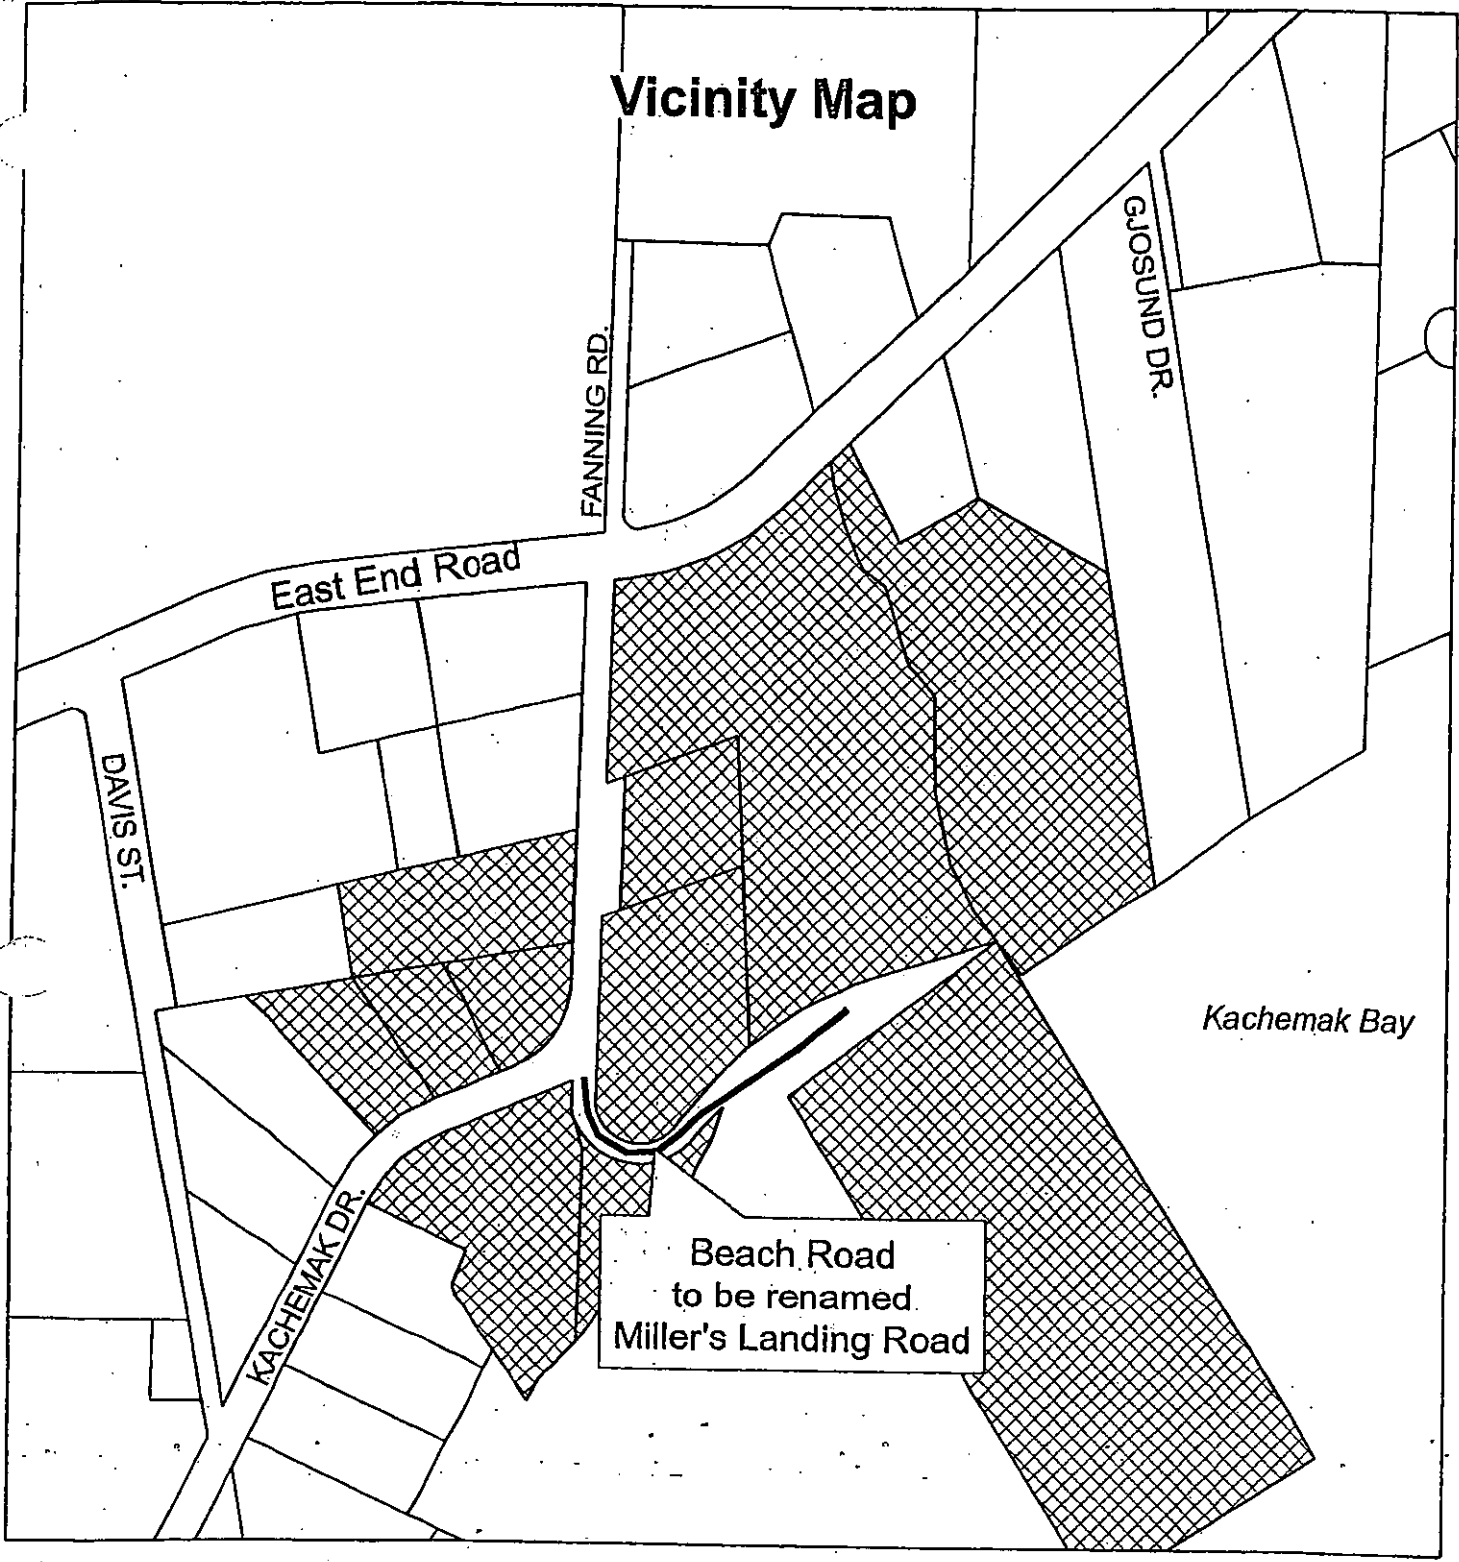 Vicinity Map
GJOSUND DR.
FANNING RD.
East End Road
DAVIS ST.
Kachemak Bay
KACHEMAK DR.
Beach Road
to be renamed
Miller's Landing Road